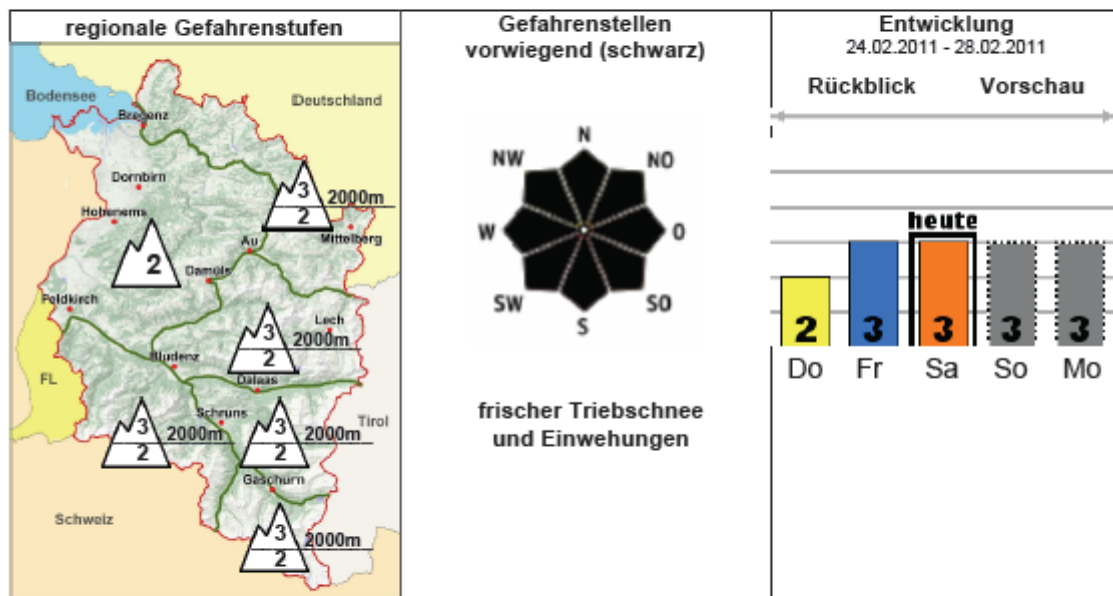 regionale Gefahrenstufen
Bodensee
Deutschland
Bregenz
Dornbirn
3
2000m
2
Hohenems
Mittelberg
Au
2
Damüls
Feldkirch
Lech
3
2000m
2
Bludenz
FL
Dalaas
Schruns
Tirol
3
2000m
2
3
2000m
2
Gaschurn
Schweiz
3
2000m
2
Gefahrenstellen
vorwiegend (schwarz)
N
NW
NO
W
O
SW
SO
S
frischer Triebschnee
und Einwehungen
Entwicklung
24.02.2011 - 28.02.2011
Rückblick Vorschau
heute
2 3 3 3 3
Do Fr Sa So Mo